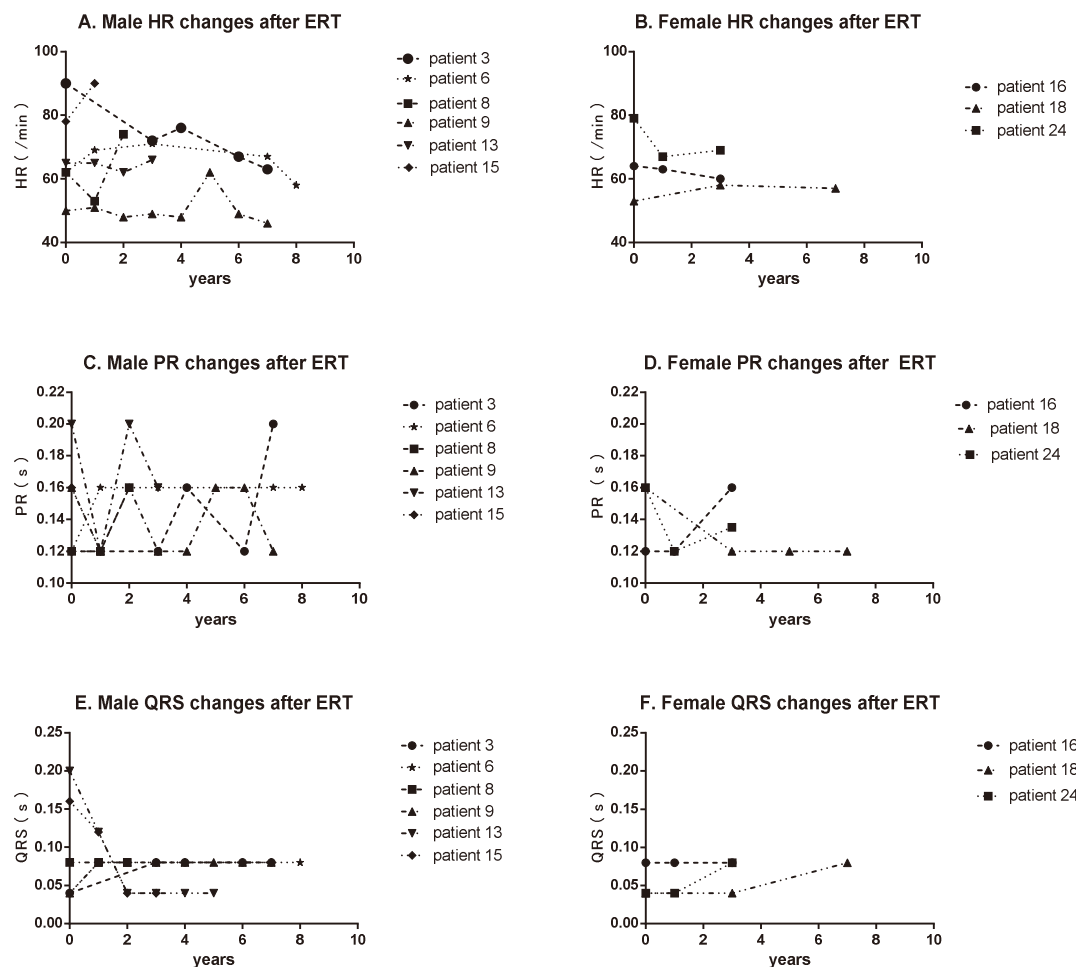 A. Male HR changes after ERT
100
80
60
40
HR(/min)
0 2 4 6 8 10
years
patient 3
patient 6
patient 8
patient 9
patient 13
patient 15
B. Female HR changes after ERT
100
80
60
40
HR(/min)
0 2 4 6 8 10
years
patient 16
patient 18
patient 24
C. Male PR changes after ERT
0.22
0.20
0.18
0.16
0.14
0.12
0.10
PR(s)
0 2 4 6 8 10
years
patient 3
patient 6
patient 8
patient 9
patient 13
patient 15
D. Female PR changes after ERT
0.22
0.20
0.18
0.16
0.14
0.12
0.10
PR(s)
0 2 4 6 8 10
years
patient 16
patient 18
patient 24
E. Male QRS changes after ERT
0.25
0.20
0.15
0.10
0.05
0.00
QRS(s)
0 2 4 6 8 10
years
patient 3
patient 6
patient 8
patient 9
patient 13
patient 15
F. Female QRS changes after ERT
0.25
0.20
0.15
0.10
0.05
0.00
QRS(s)
0 2 4 6 8 10
years
patient 16
patient 18
patient 24